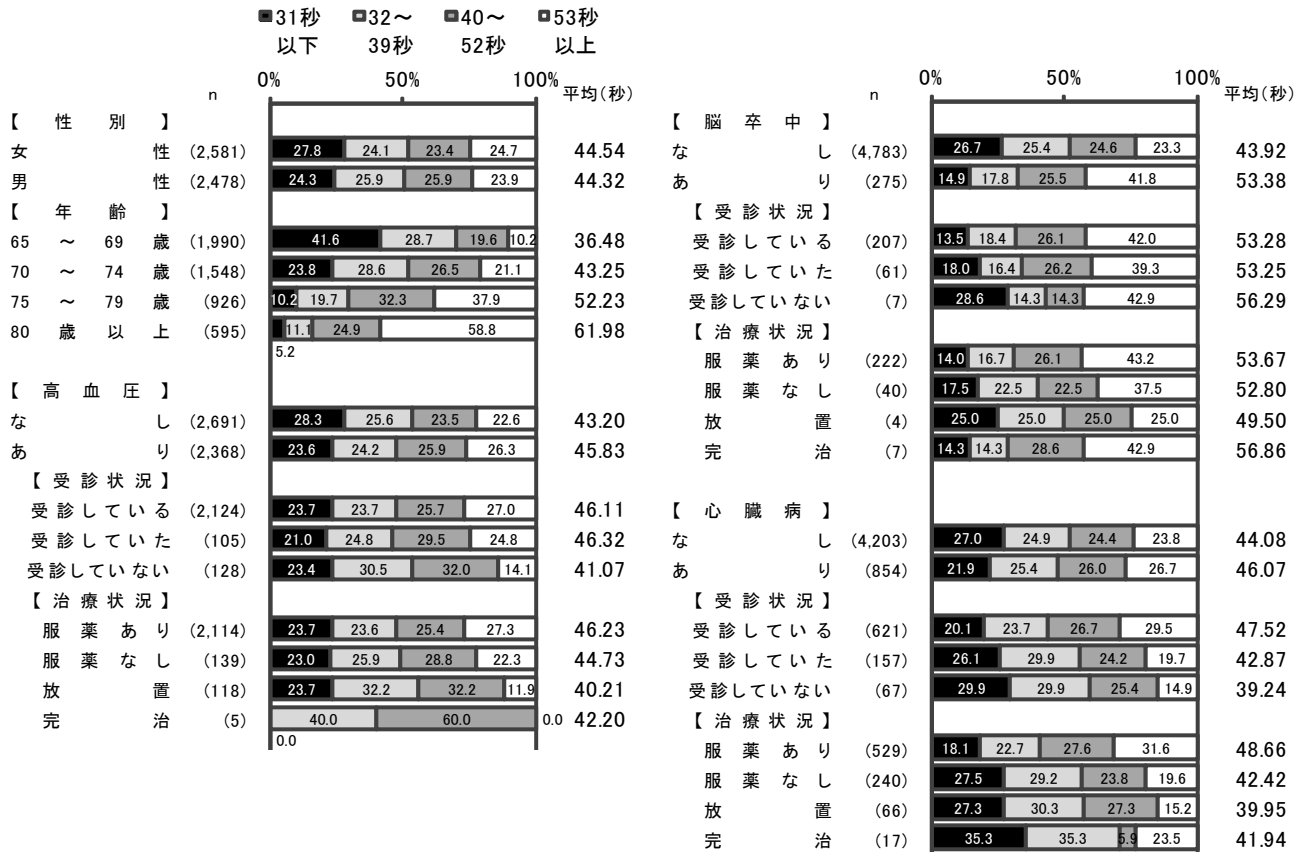 ■31秒以下 ■32～39秒 ■40～52秒 □53秒以上
0% 50% 100%
n 平均(秒)
【 性 別 】
女 性 (2,581) 27.8 24.1 23.4 24.7 44.54
男 性 (2,478) 24.3 25.9 25.9 23.9 44.32
【 年 齢 】
65 ～ 69 歳 (1,990) 41.6 28.7 19.6 10.2 36.48
70 ～ 74 歳 (1,548) 23.8 28.6 26.5 21.1 43.25
75 ～ 79 歳 (926) 10.2 19.7 32.3 37.9 52.23
80 歳 以 上 (595) 11.1 24.9 58.8 61.98
5.2
【 高 血 圧 】
な し (2,691) 28.3 25.6 23.5 22.6 43.20
あ り (2,368) 23.6 24.2 25.9 26.3 45.83
【 受 診 状 況 】
受 診 し て い る (2,124) 23.7 23.7 25.7 27.0 46.11
受 診 し て い た (105) 21.0 24.8 29.5 24.8 46.32
受診していない (128) 23.4 30.5 32.0 14.1 41.07
【 治 療 状 況 】
服 薬 あ り (2,114) 23.7 23.6 25.4 27.3 46.23
服 薬 な し (139) 23.0 25.9 28.8 22.3 44.73
放 置 (118) 23.7 32.2 32.2 11.9 40.21
完 治 (5) 40.0 60.0 0.0 42.20
0.0
0% 50% 100%
n 平均(秒)
【 脳 卒 中 】
な し (4,783) 26.7 25.4 24.6 23.3 43.92
あ り (275) 14.9 17.8 25.5 41.8 53.38
【 受 診 状 況 】
受 診 し て い る (207) 13.5 18.4 26.1 42.0 53.28
受 診 し て い た (61) 18.0 16.4 26.2 39.3 53.25
受診していない (7) 28.6 14.3 14.3 42.9 56.29
【 治 療 状 況 】
服 薬 あ り (222) 14.0 16.7 26.1 43.2 53.67
服 薬 な し (40) 17.5 22.5 22.5 37.5 52.80
放 置 (4) 25.0 25.0 25.0 25.0 49.50
完 治 (7) 14.3 14.3 28.6 42.9 56.86
【 心 臓 病 】
な し (4,203) 27.0 24.9 24.4 23.8 44.08
あ り (854) 21.9 25.4 26.0 26.7 46.07
【 受 診 状 況 】
受 診 し て い る (621) 20.1 23.7 26.7 29.5 47.52
受 診 し て い た (157) 26.1 29.9 24.2 19.7 42.87
受診していない (67) 29.9 29.9 25.4 14.9 39.24
【 治 療 状 況 】
服 薬 あ り (529) 18.1 22.7 27.6 31.6 48.66
服 薬 な し (240) 27.5 29.2 23.8 19.6 42.42
放 置 (66) 27.3 30.3 27.3 15.2 39.95
完 治 (17) 35.3 35.3 5.9 23.5 41.94